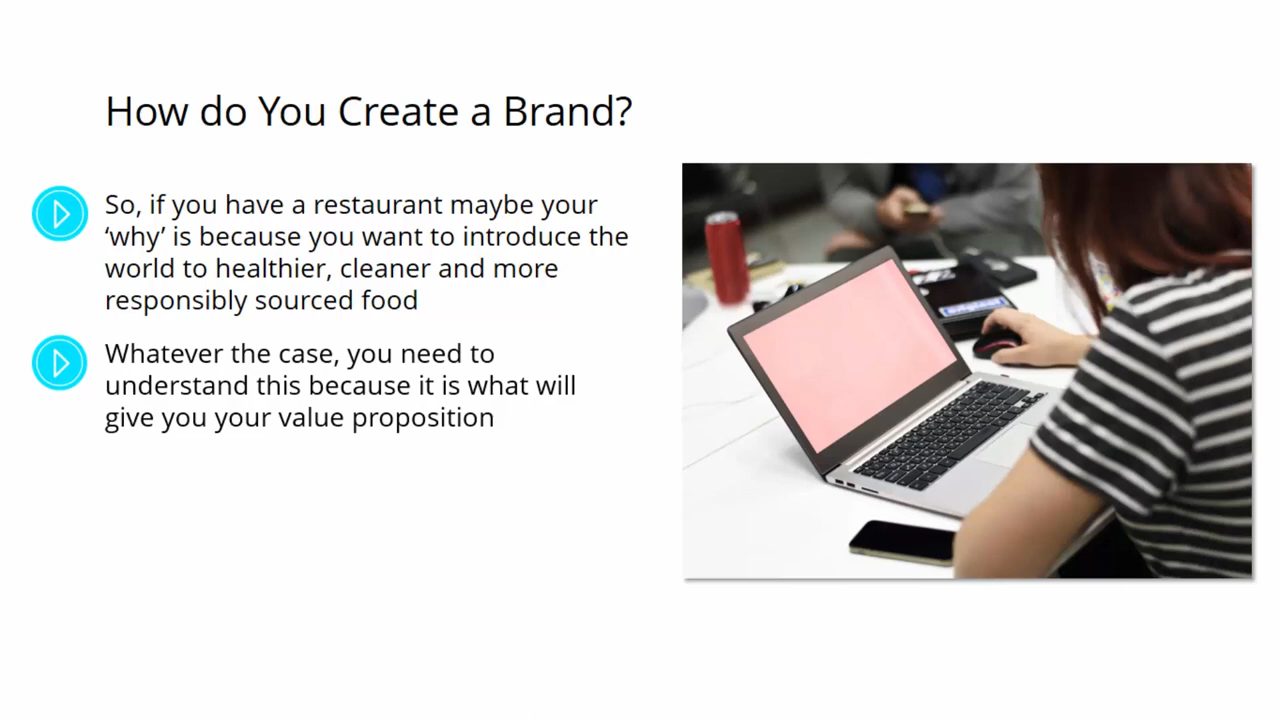 How do You Create a Brand?
So, if you have a restaurant maybe your
‘why’ is because you want to introduce the
world to healthier, cleaner and more
responsibly sourced food
Whatever the case, you need to
understand this because it is what will
give you your value proposition